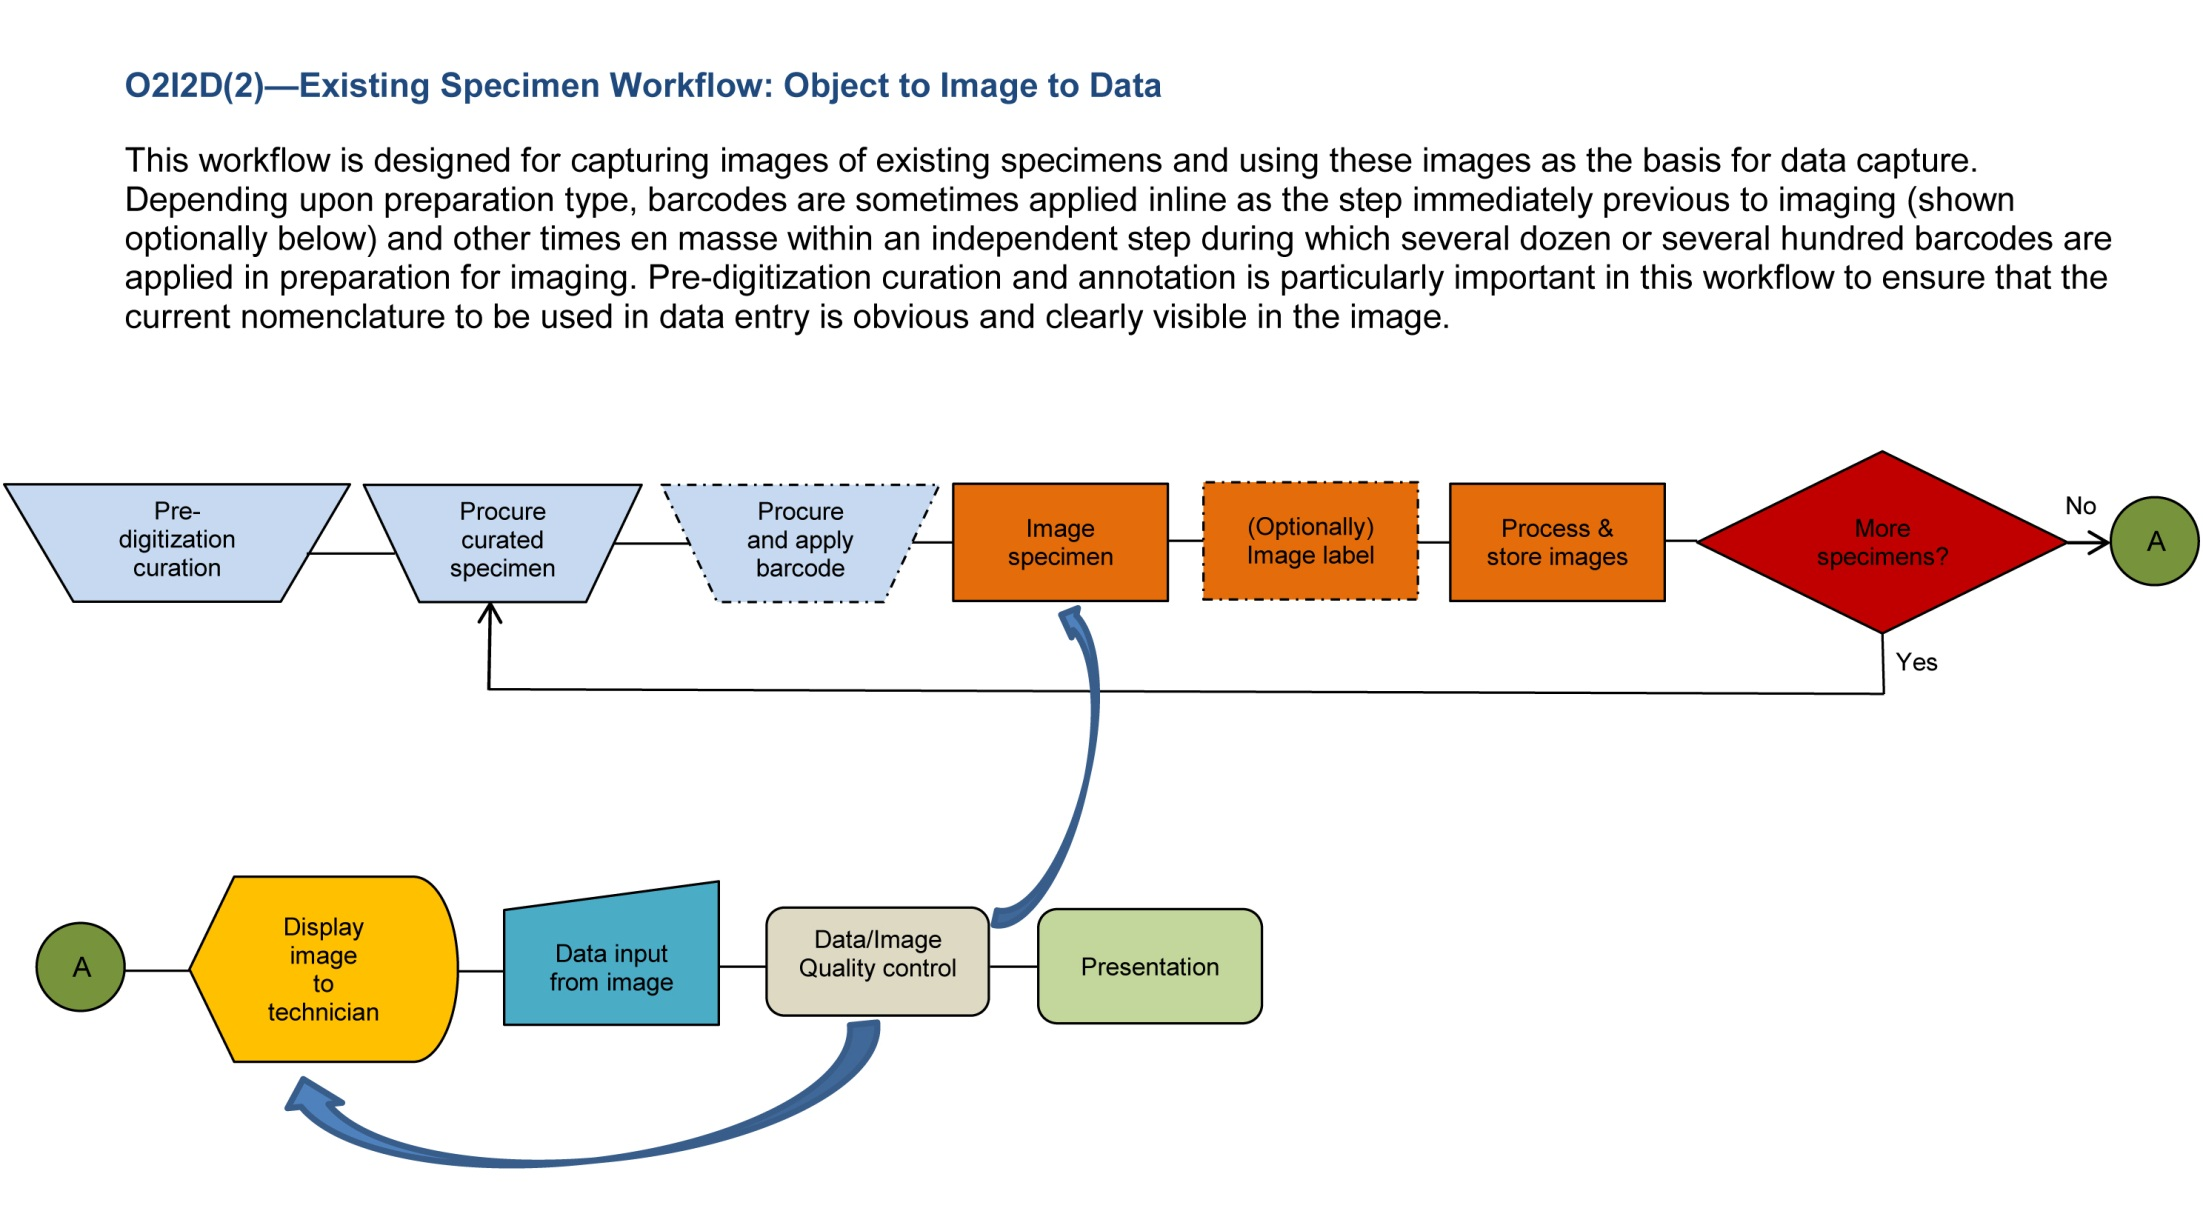 O2I2D(2)—Existing Specimen Workflow: Object to Image to Data
This workflow is designed for capturing images of existing specimens and using these images as the basis for data capture.
Depending upon preparation type, barcodes are sometimes applied inline as the step immediately previous to imaging (shown
optionally below) and other times en masse within an independent step during which several dozen or several hundred barcodes are
applied in preparation for imaging. Pre-digitization curation and annotation is particularly important in this workflow to ensure that the
current nomenclature to be used in data entry is obvious and clearly visible in the image.
Pre-
digitization
curation
Procure
curated
specimen
Procure
and apply
barcode
Image
specimen
(Optionally)
Image label
Process &
store images
More
specimens?
No
A
Yes
A
Display
image
to
technician
Data input
from image
Data/Image
Quality control
Presentation